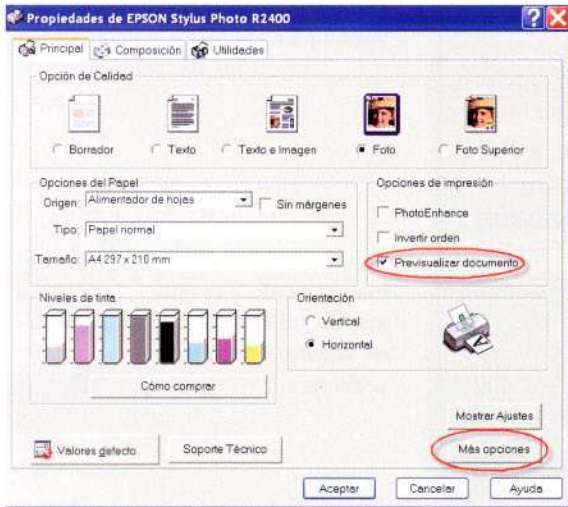 Propiedades de EPSON Stylus Photo R2400
Principal Composición Utilidades
Opción de Calidad
Borrador Texto Texto e Imagen Foto Foto Superior
Opciones del Papel
Origen: Alimentador de hojas Sin márgenes
Tipo: Papel normal
Tamaño: A4 297 x 210 mm
Opciones de impresión
PhotoEnhance
Invertir orden
Previsualizar documento
Niveles de tinta
Cómo comprar
Orientación
Vertical
Horizontal
Mostrar Ajustes
Valores defecto Soporte Técnico Más opciones
Aceptar Cancelar Ayuda